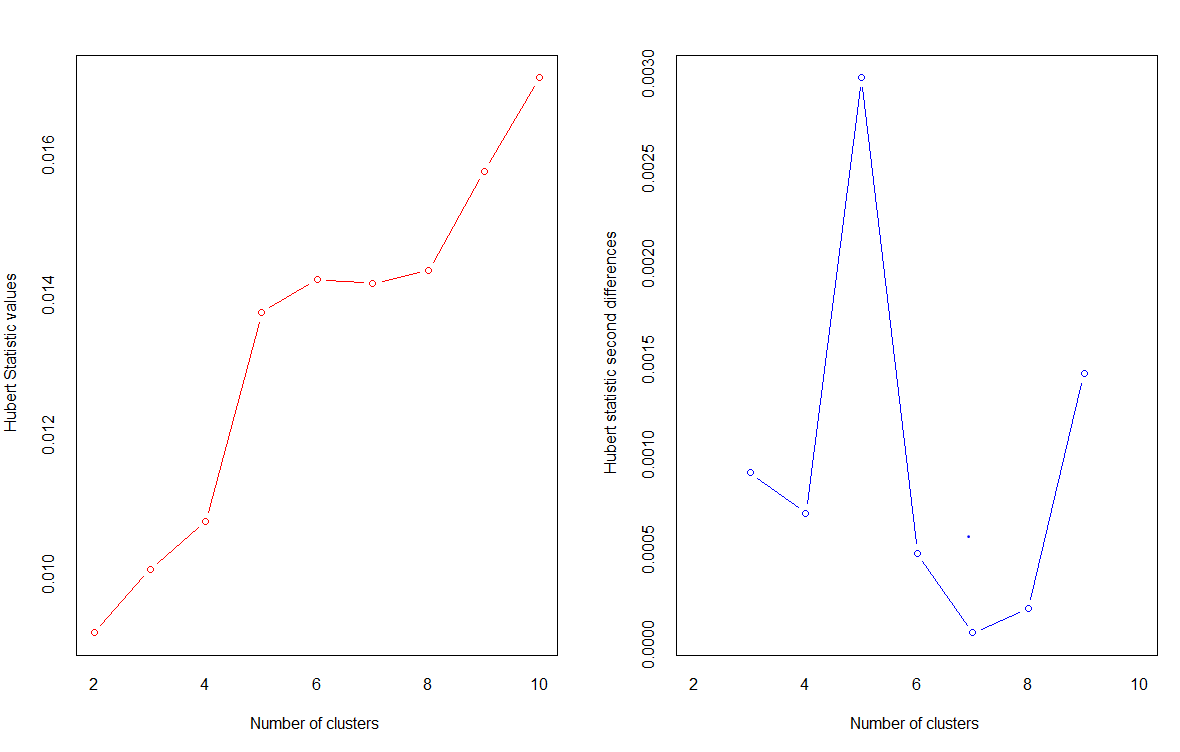 Hubert Statistic values
0.016
0.014
0.012
0.010
2 4 6 8 10
Number of clusters
Hubert statistic second differences
0.0030
0.0025
0.0020
0.0015
0.0010
0.0005
0.0000
2 4 6 8 10
Number of clusters